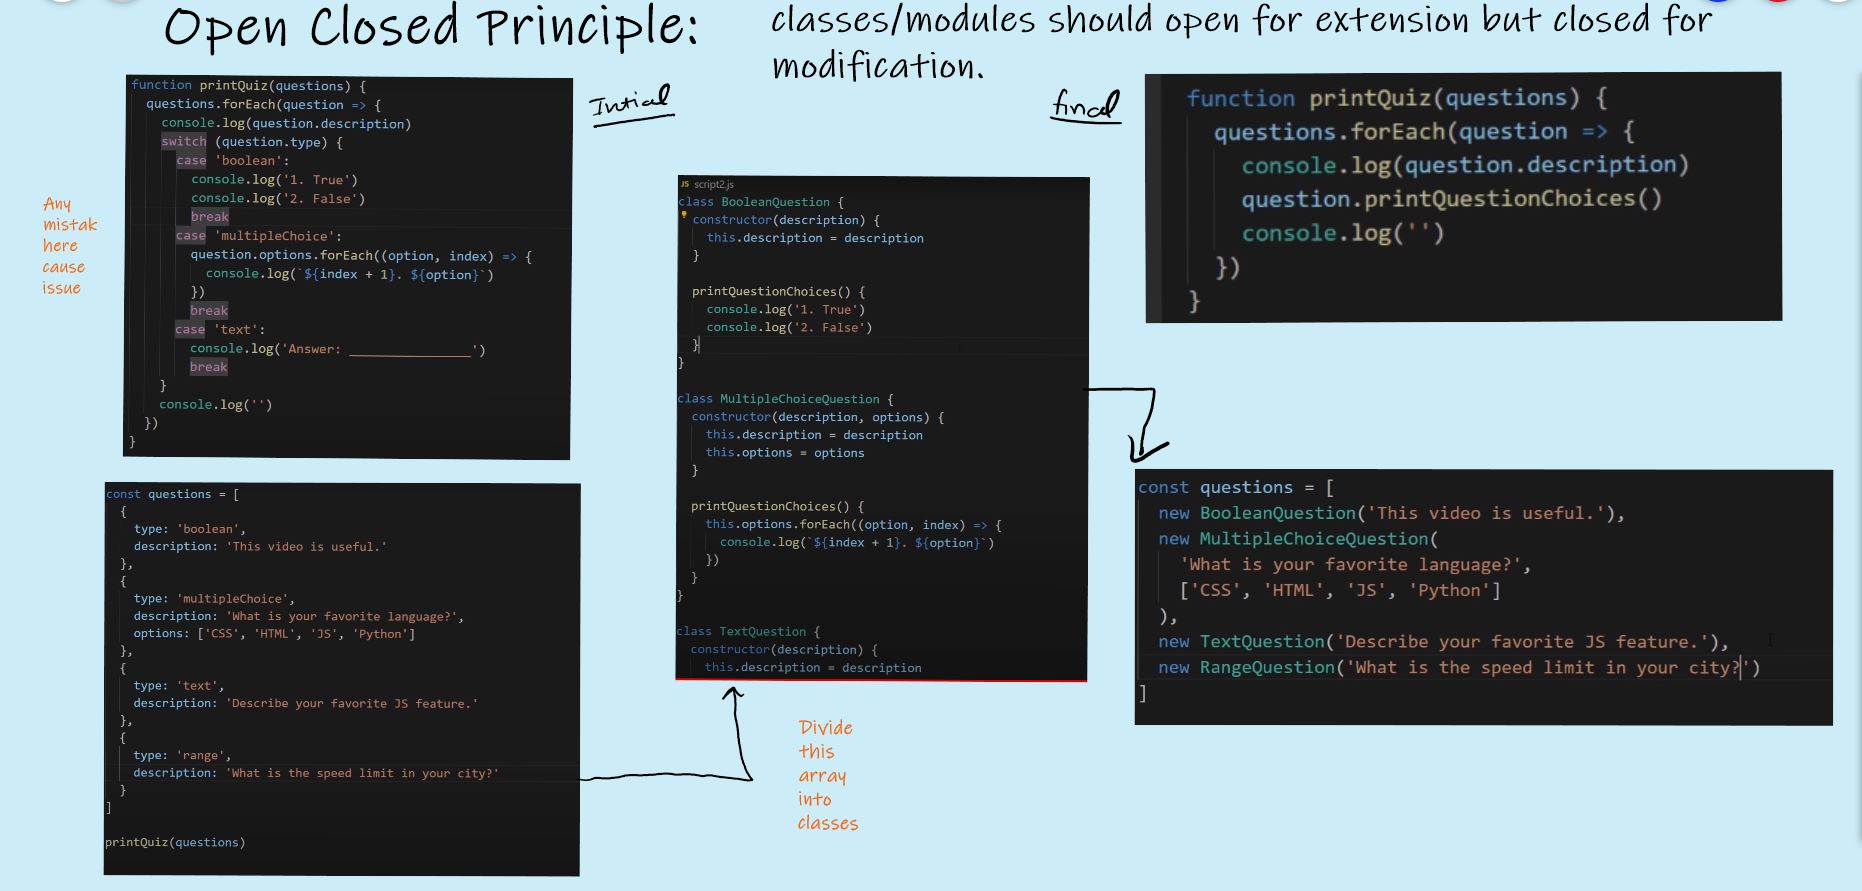 Open Closed Principle:
classes/modules should open for extension but closed for
modification.
Intial
final
Any
mistak
here
cause
issue
function printQuiz(questions) {
questions.forEach(question => {
console.log(question.description)
switch (question.type) {
case 'boolean':
console.log('1. True')
console.log('2. False')
break
case 'multipleChoice':
question.options.forEach((option, index) => {
console.log(`${index + 1}. ${option}`)
})
break
case 'text':
console.log('Answer: ________________')
break
}
console.log('')
})
}
const questions = [
{
type: 'boolean',
description: 'This video is useful.'
},
{
type: 'multipleChoice',
description: 'What is your favorite language?',
options: ['CSS', 'HTML', 'JS', 'Python']
},
{
type: 'text',
description: 'Describe your favorite JS feature.'
},
{
type: 'range',
description: 'What is the speed limit in your city?'
}
]
printQuiz(questions)
JS script2.js
class BooleanQuestion {
constructor(description) {
this.description = description
}
printQuestionChoices() {
console.log('1. True')
console.log('2. False')
}
}
class MultipleChoiceQuestion {
constructor(description, options) {
this.description = description
this.options = options
}
printQuestionChoices() {
this.options.forEach((option, index) => {
console.log(`${index + 1}. ${option}`)
})
}
}
class TextQuestion {
constructor(description) {
this.description = description
Divide
this
array
into
classes
function printQuiz(questions) {
questions.forEach(question => {
console.log(question.description)
question.printQuestionChoices()
console.log('')
})
}
const questions = [
new BooleanQuestion('This video is useful.'),
new MultipleChoiceQuestion(
'What is your favorite language?',
['CSS', 'HTML', 'JS', 'Python']
),
new TextQuestion('Describe your favorite JS feature.'),
new RangeQuestion('What is the speed limit in your city?')
]